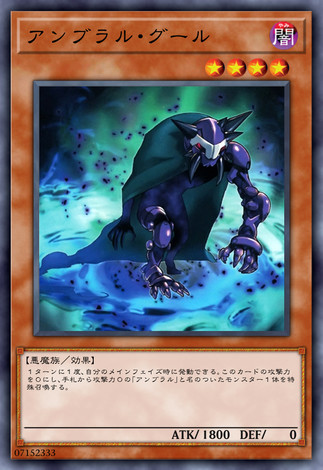 アンブラル・グール
やみ
闇
【悪魔族／効果】
１ターンに１度、自分のメインフェイズ時に発動できる。このカードの攻撃力
を０にし、手札から攻撃力０の「アンブラル」と名のついたモンスター１体を特
殊召喚する。
ATK/ 1800 DEF/ 0
07152333